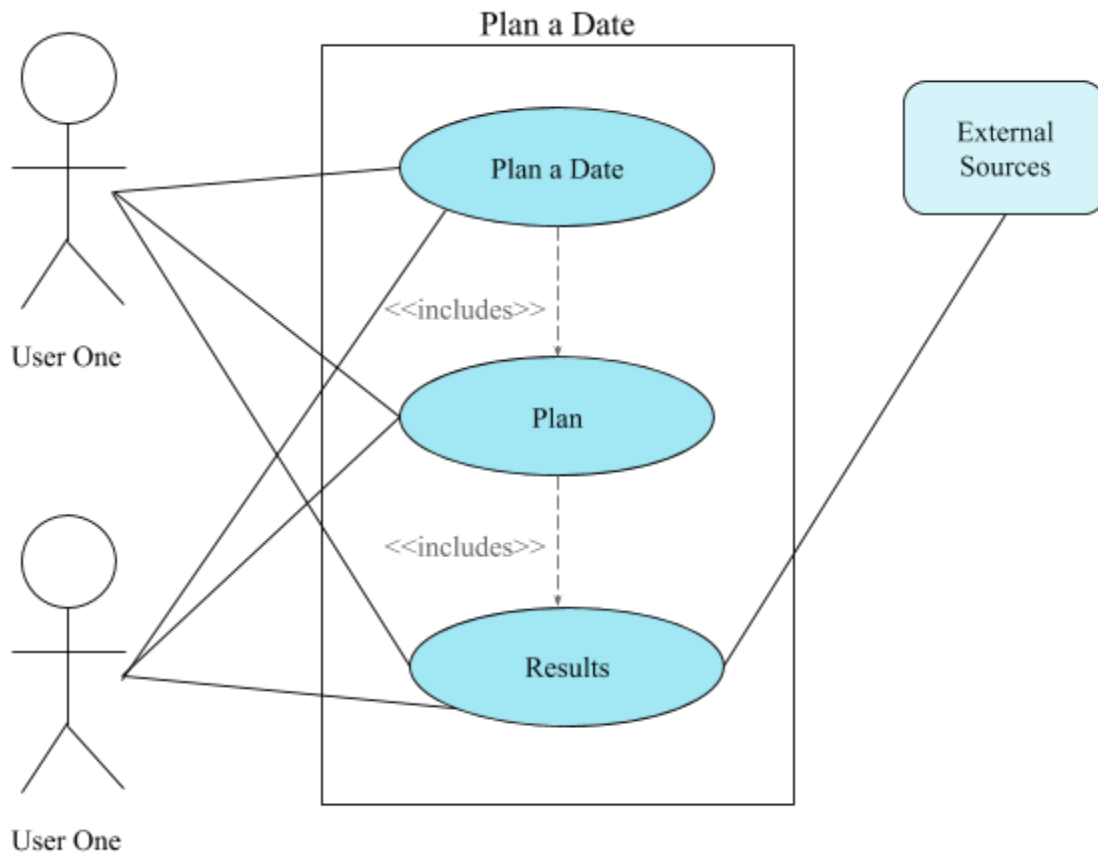 Plan a Date
Plan a Date
External
Sources
<<includes>>
User One
Plan
<<includes>>
Results
User One